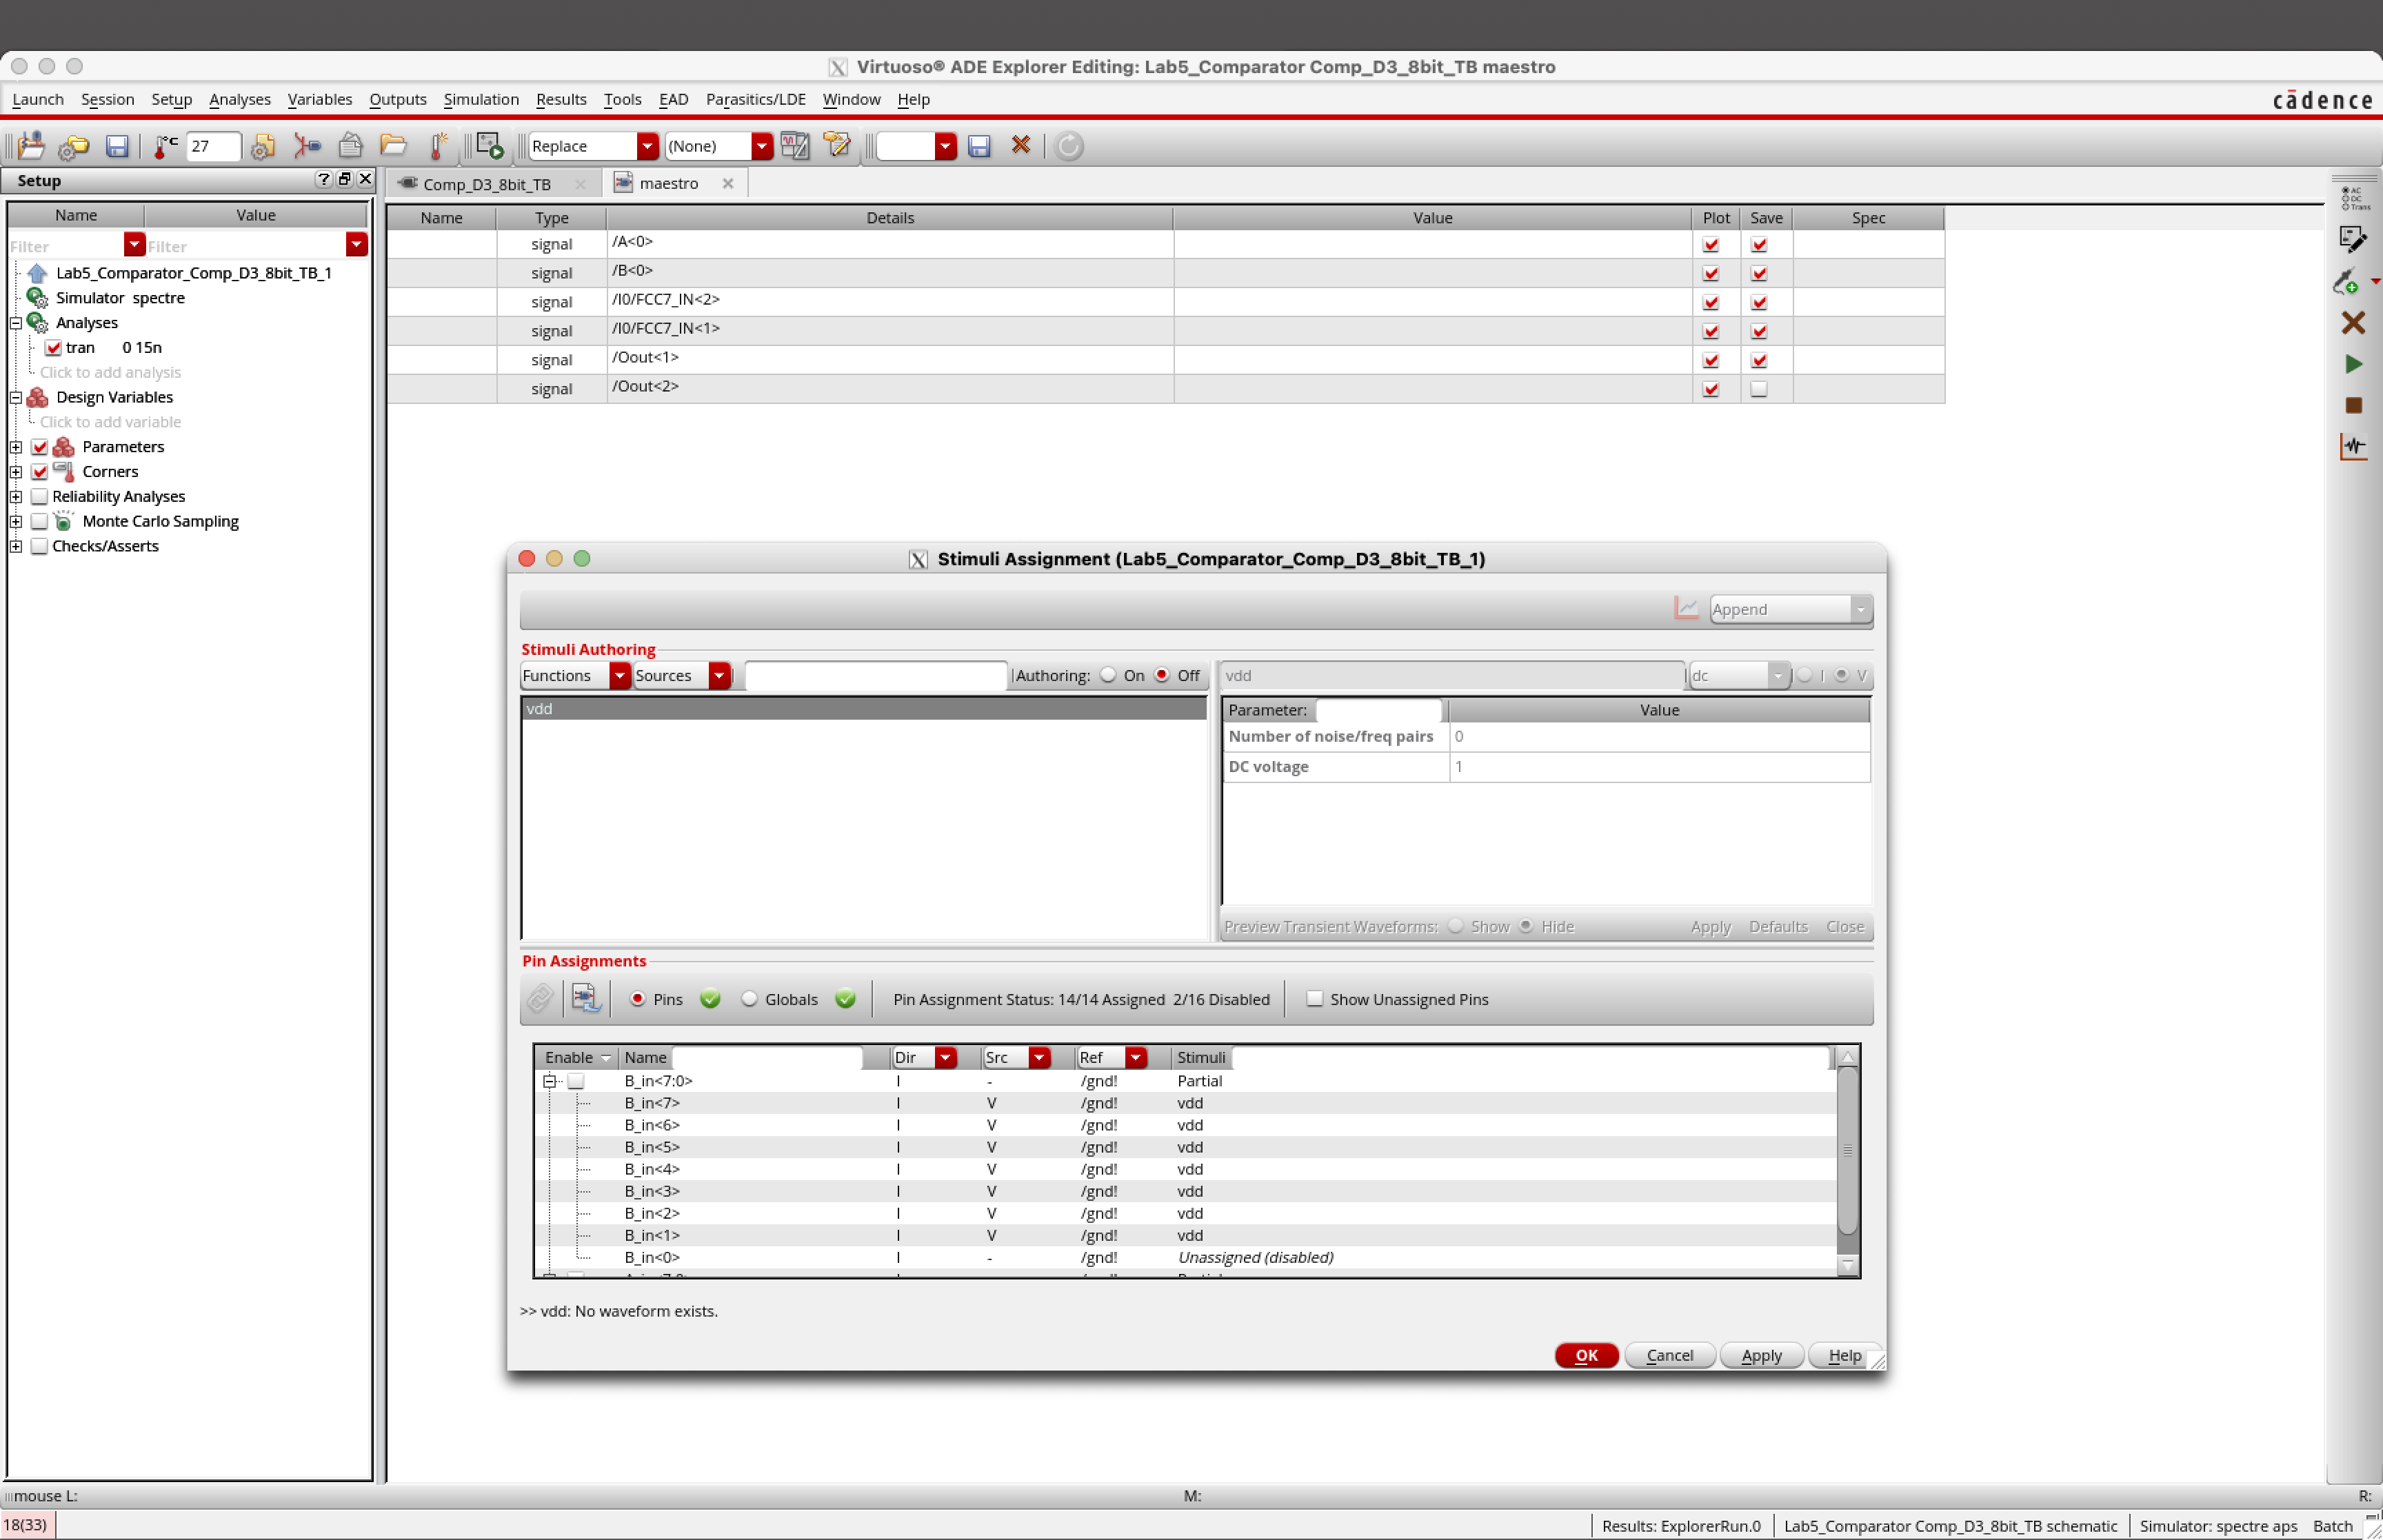 Virtuoso® ADE Explorer Editing: Lab5_Comparator Comp_D3_8bit_TB maestro
Launch Session Setup Analyses Variables Outputs Simulation Results Tools EAD Parasitics/LDE Window Help
cādence
°C 27 Replace (None)
AC
DC
Trans
Setup
Comp_D3_8bit_TB maestro
Name Value
Filter Filter
Lab5_Comparator_Comp_D3_8bit_TB_1
Simulator spectre
Analyses
tran 0 15n
Click to add analysis
Design Variables
Click to add variable
Parameters
Corners
Reliability Analyses
Monte Carlo Sampling
Checks/Asserts
Name Type Details Value Plot Save Spec
signal /A<0>
signal /B<0>
signal /I0/FCC7_IN<2>
signal /I0/FCC7_IN<1>
signal /Oout<1>
signal /Oout<2>
Stimuli Assignment (Lab5_Comparator_Comp_D3_8bit_TB_1)
Append
Stimuli Authoring
Functions Sources Authoring: On Off vdd dc I V
vdd
Parameter: Value
Number of noise/freq pairs 0
DC voltage 1
Preview Transient Waveforms: Show Hide Apply Defaults Close
Pin Assignments
Pins Globals Pin Assignment Status: 14/14 Assigned 2/16 Disabled Show Unassigned Pins
Enable Name Dir Src Ref Stimuli
B_in<7:0> I - /gnd! Partial
B_in<7> I V /gnd! vdd
B_in<6> I V /gnd! vdd
B_in<5> I V /gnd! vdd
B_in<4> I V /gnd! vdd
B_in<3> I V /gnd! vdd
B_in<2> I V /gnd! vdd
B_in<1> I V /gnd! vdd
B_in<0> I - /gnd! Unassigned (disabled)
>> vdd: No waveform exists.
OK Cancel Apply Help
mouse L: M: R:
18(33) Results: ExplorerRun.0 Lab5_Comparator Comp_D3_8bit_TB schematic Simulator: spectre aps Batch